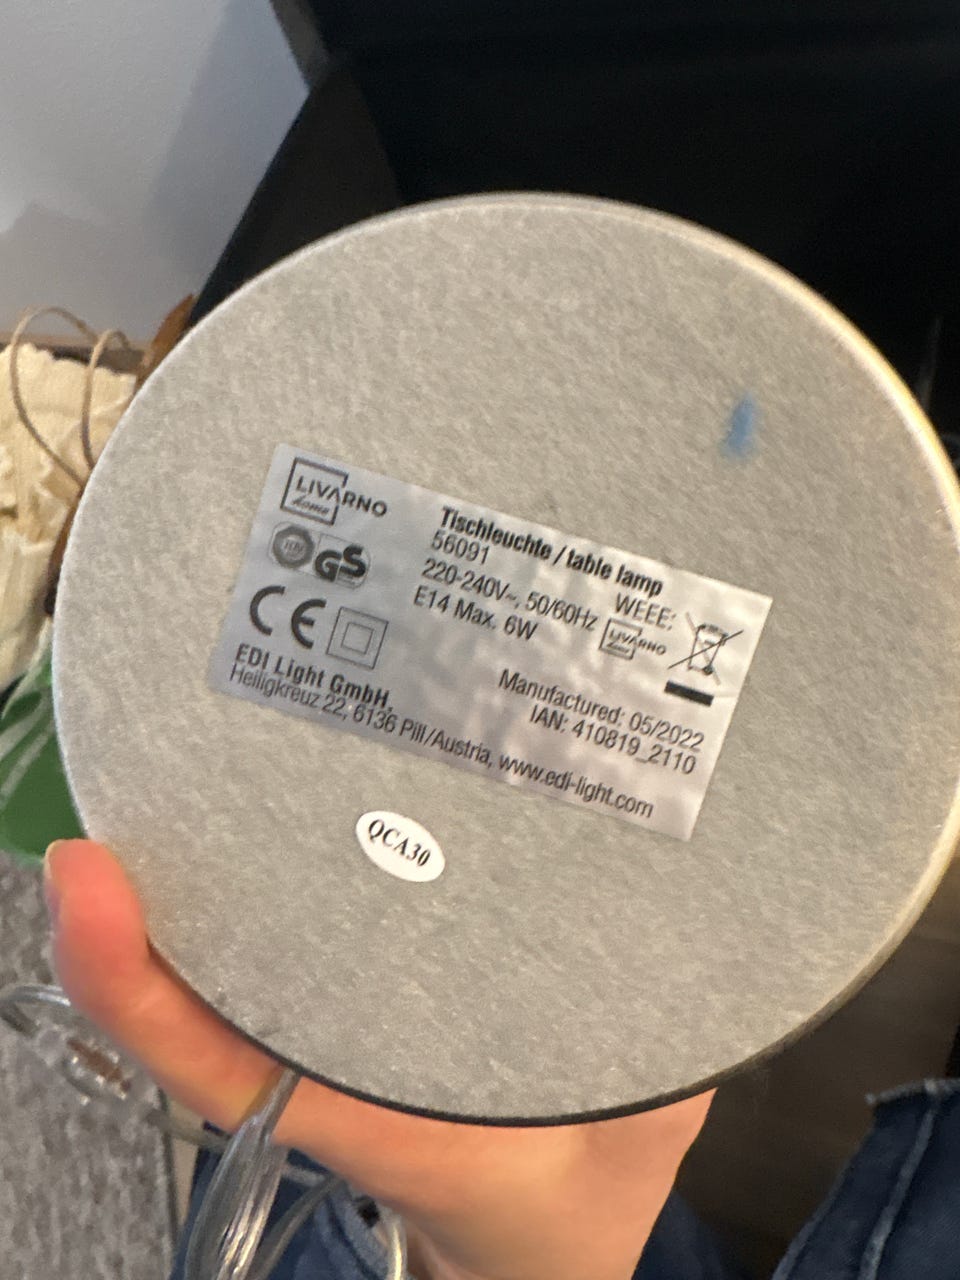 LIVARNO
home
TÜV
GS
CE
Tischleuchte / table lamp
56091
220-240V~, 50/60Hz
E14 Max. 6W
WEEE:
LIVARNO
home
EDI Light GmbH,
Heiligkreuz 22, 6136 Pill/Austria, www.edi-light.com
Manufactured: 05/2022
IAN: 410819_2110
QCA30